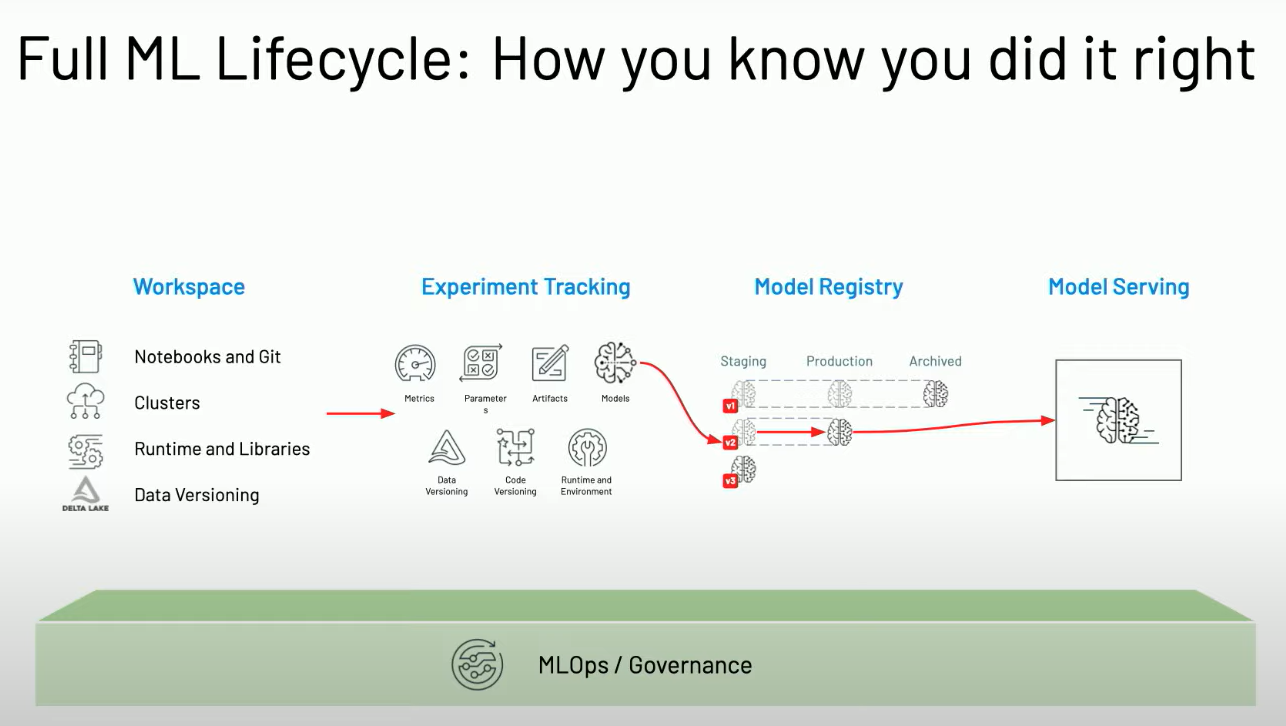 Full ML Lifecycle: How you know you did it right
Workspace
Notebooks and Git
Clusters
Runtime and Libraries
DELTA LAKE
Data Versioning
Experiment Tracking
Metrics
Parameter
s
Artifacts
Models
Data
Versioning
Code
Versioning
Runtime and
Environment
Model Registry
Staging
Production
Archived
v1
v2
v3
Model Serving
MLOps / Governance